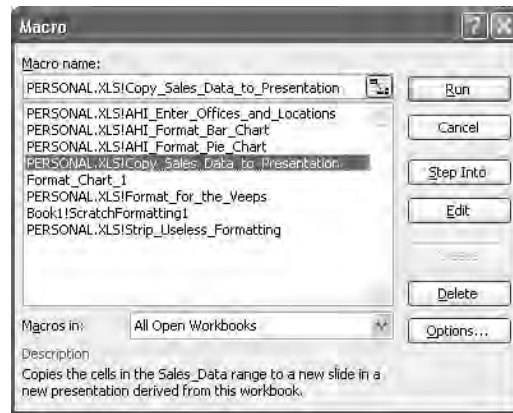 Macro
Macro name:
PERSONAL.XLS!Copy_Sales_Data_to_Presentation
Run
PERSONAL.XLS!AHI_Enter_Offices_and_Locations
PERSONAL.XLS!AHI_Format_Bar_Chart
PERSONAL.XLS!AHI_Format_Pie_Chart
PERSONAL.XLS!Copy_Sales_Data_to_Presentation
Format_Chart_1
PERSONAL.XLS!Format_for_the_Veeps
Book1!ScratchFormatting1
PERSONAL.XLS!Strip_Useless_Formatting
Cancel
Step Into
Edit
Delete
Options...
Macros in:
All Open Workbooks
Description
Copies the cells in the Sales_Data range to a new slide in a
new presentation derived from this workbook.